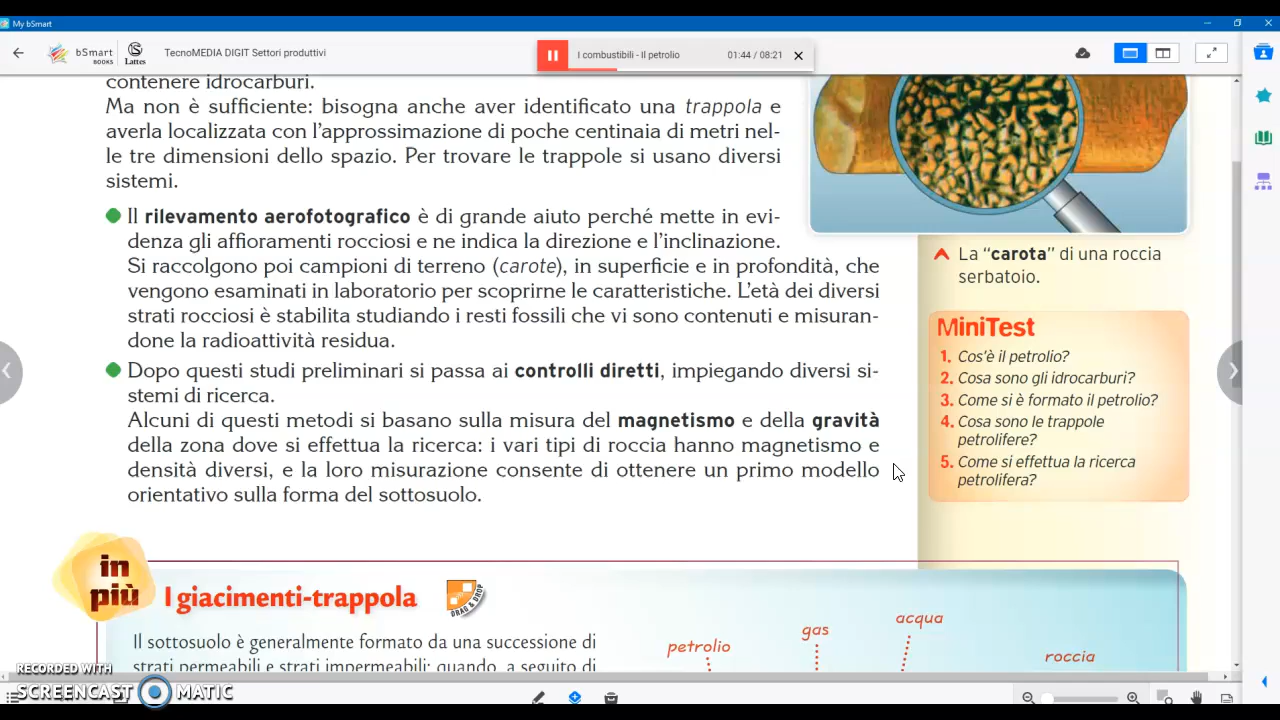 My bSmart
bSmart
BOOKS
Lattes
TecnoMEDIA DIGIT Settori produttivi
I combustibili - Il petrolio
01:44 / 08:21
contenere idrocarburi.
Ma non è sufficiente: bisogna anche aver identificato una trappola e
averla localizzata con l'approssimazione di poche centinaia di metri nel-
le tre dimensioni dello spazio. Per trovare le trappole si usano diversi
sistemi.
Il rilevamento aerofotografico è di grande aiuto perché mette in evi-
denza gli affioramenti rocciosi e ne indica la direzione e l'inclinazione.
Si raccolgono poi campioni di terreno (carote), in superficie e in profondità, che
vengono esaminati in laboratorio per scoprirne le caratteristiche. L'età dei diversi
strati rocciosi è stabilita studiando i resti fossili che vi sono contenuti e misuran-
done la radioattività residua.
Dopo questi studi preliminari si passa ai controlli diretti, impiegando diversi si-
stemi di ricerca.
Alcuni di questi metodi si basano sulla misura del magnetismo e della gravità
della zona dove si effettua la ricerca: i vari tipi di roccia hanno magnetismo e
densità diversi, e la loro misurazione consente di ottenere un primo modello
orientativo sulla forma del sottosuolo.
La "carota" di una roccia
serbatoio.
MiniTest
1. Cos'è il petrolio?
2. Cosa sono gli idrocarburi?
3. Come si è formato il petrolio?
4. Cosa sono le trappole
petrolifere?
5. Come si effettua la ricerca
petrolifera?
in
più
I giacimenti-trappola
DRAG & DROP
Il sottosuolo è generalmente formato da una successione di
strati permeabili e strati impermeabili: quando, a seguito di
petrolio
gas
acqua
roccia
RECORDED WITH
SCREENCAST MATIC